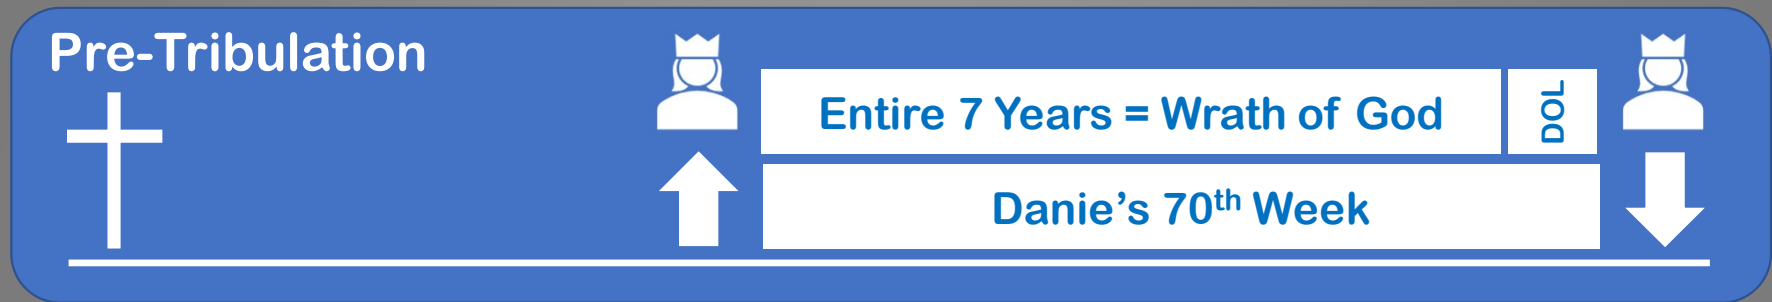 Pre-Tribulation
Entire 7 Years = Wrath of God
DOL
Danie's 70th Week